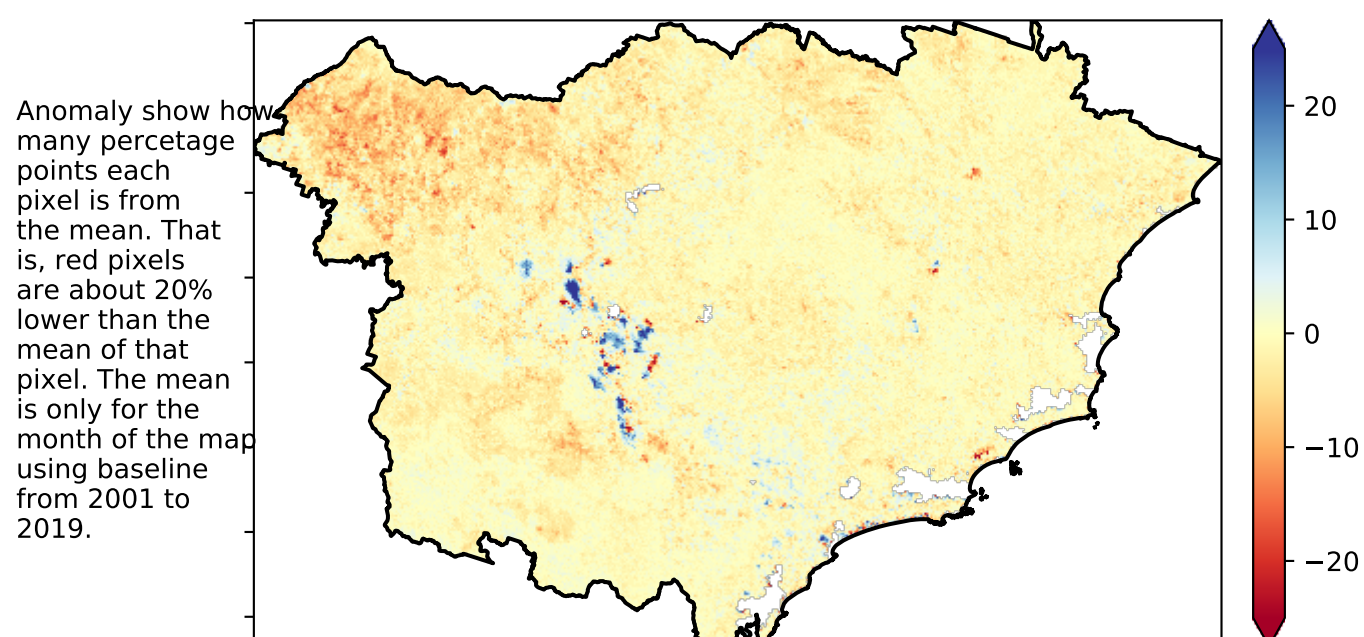 Anomaly show how
many percetage
points each
pixel is from
the mean. That
is, red pixels
are about 20%
lower than the
mean of that
pixel. The mean
is only for the
month of the map
using baseline
from 2001 to
2019.
20
10
0
−10
−20